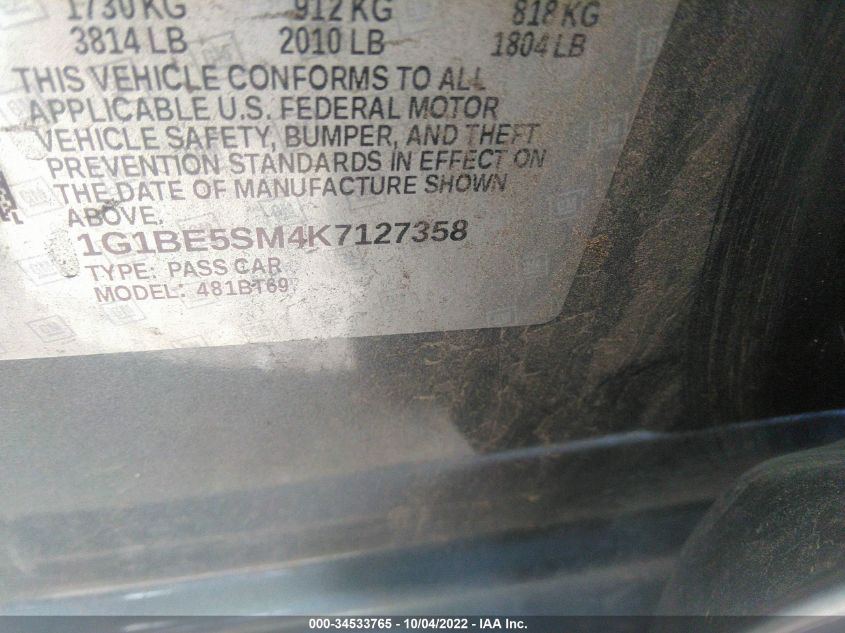 1730 KG 912 KG 818 KG
3814 LB 2010 LB 1804 LB
THIS VEHICLE CONFORMS TO ALL
APPLICABLE U.S. FEDERAL MOTOR
VEHICLE SAFETY, BUMPER, AND THEFT
PREVENTION STANDARDS IN EFFECT ON
THE DATE OF MANUFACTURE SHOWN
ABOVE.
1G1BE5SM4K7127358
TYPE: PASS CAR
MODEL: 481BT69
000-34533765 - 10/04/2022 - IAA Inc.